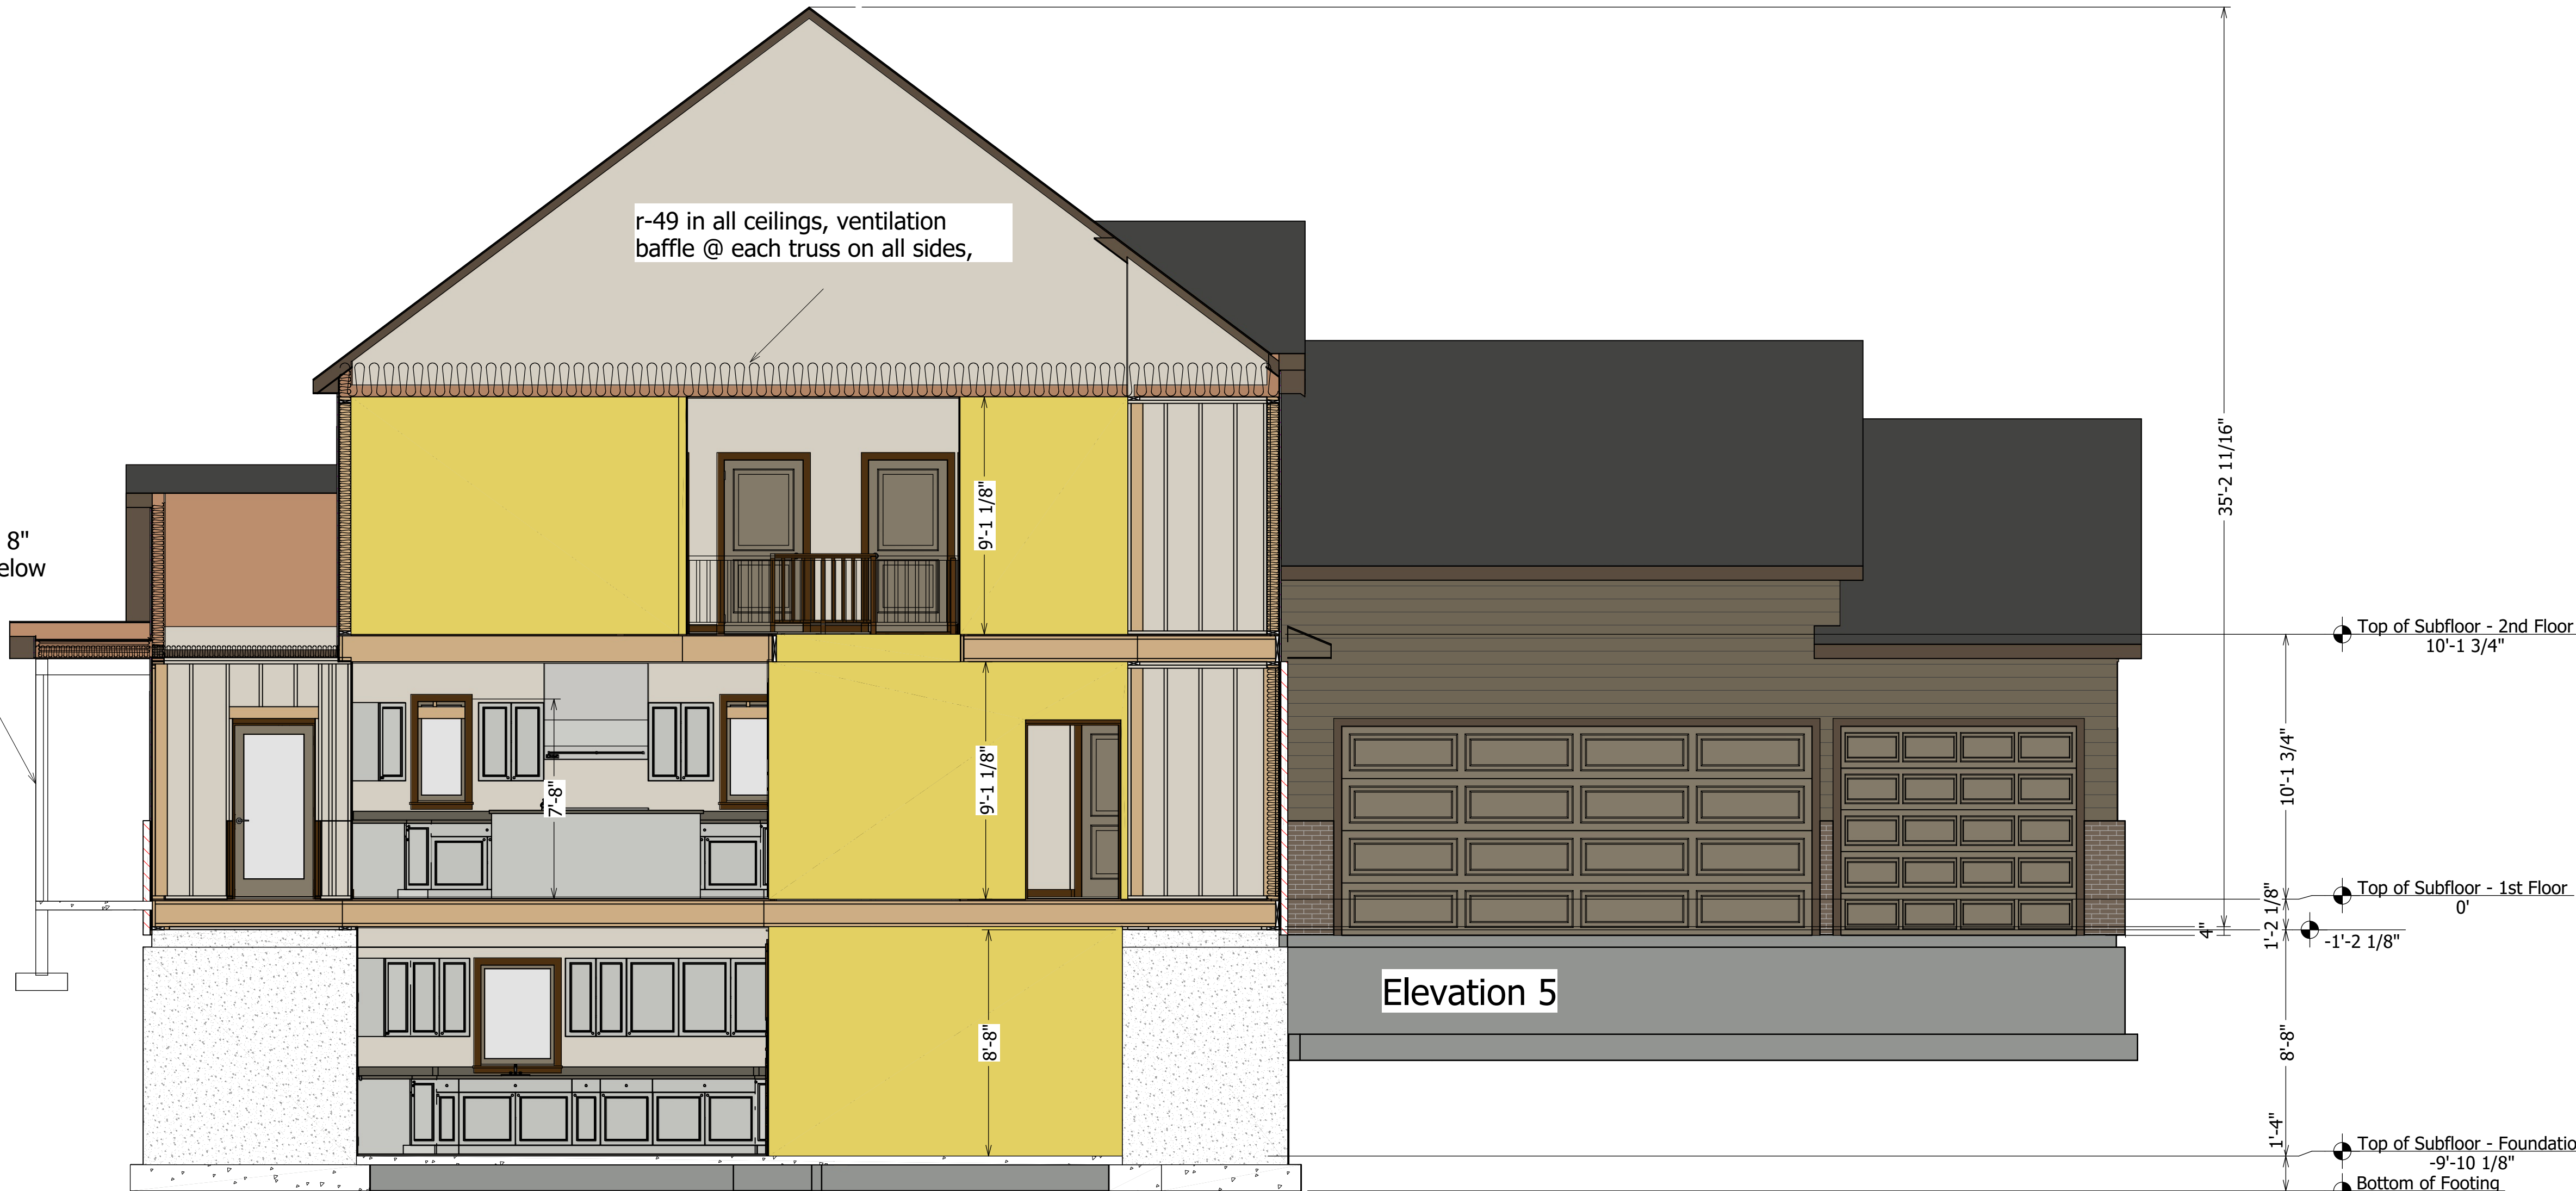 r-49 in all ceilings, ventilation
baffle @ each truss on all sides,
8"
elow
9'-1 1/8"
35'-2 11/16"
Top of Subfloor - 2nd Floor
10'-1 3/4"
7'-8"
9'-1 1/8"
10'-1 3/4"
Top of Subfloor - 1st Floor
0'
4"
1'-2 1/8"
-1'-2 1/8"
Elevation 5
8'-8"
8'-8"
1'-4"
Top of Subfloor - Foundatio
-9'-10 1/8"
Bottom of Footing